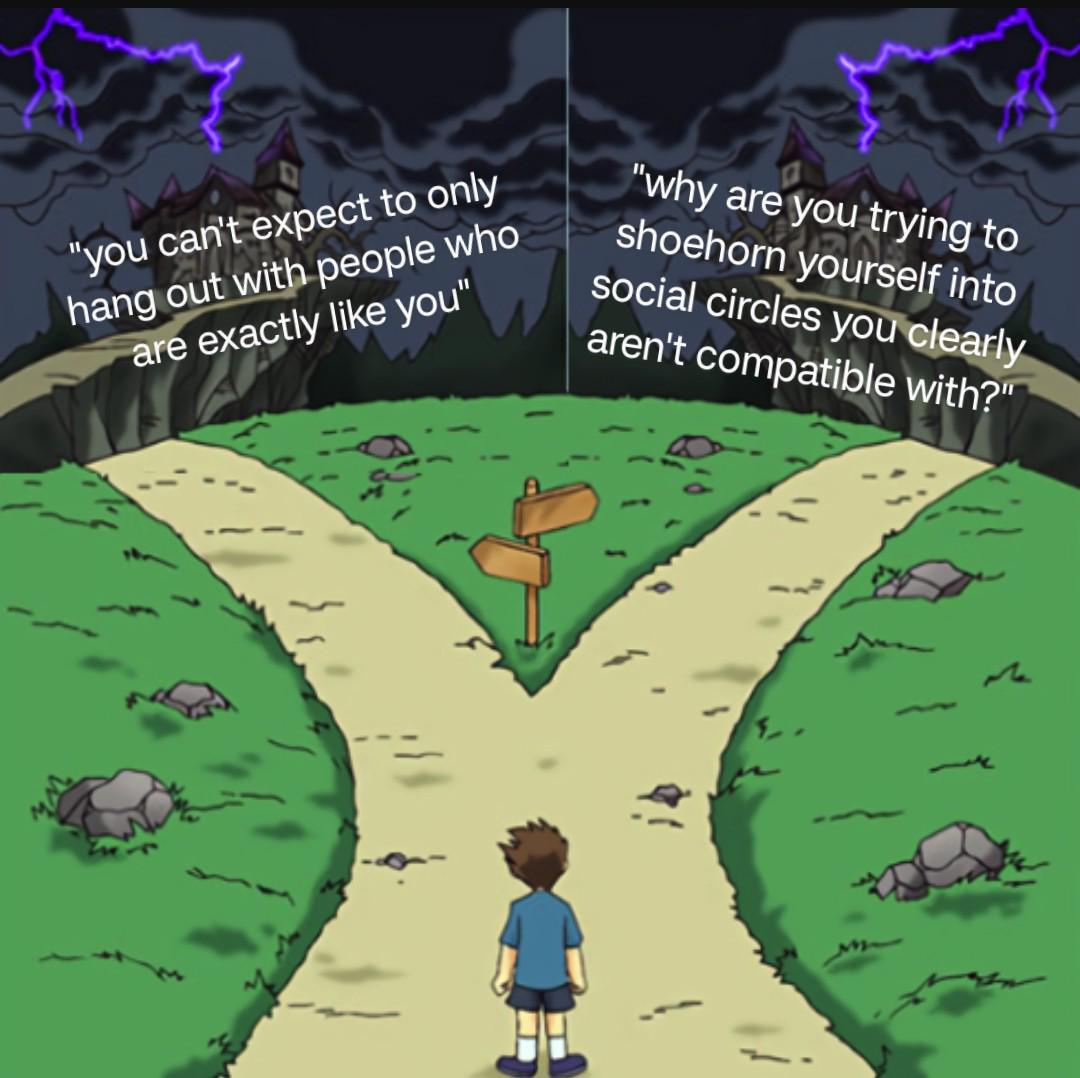 "you can't expect to only
hang out with people who
are exactly like you"
"why are you trying to
shoehorn yourself into
social circles you clearly
aren't compatible with?"